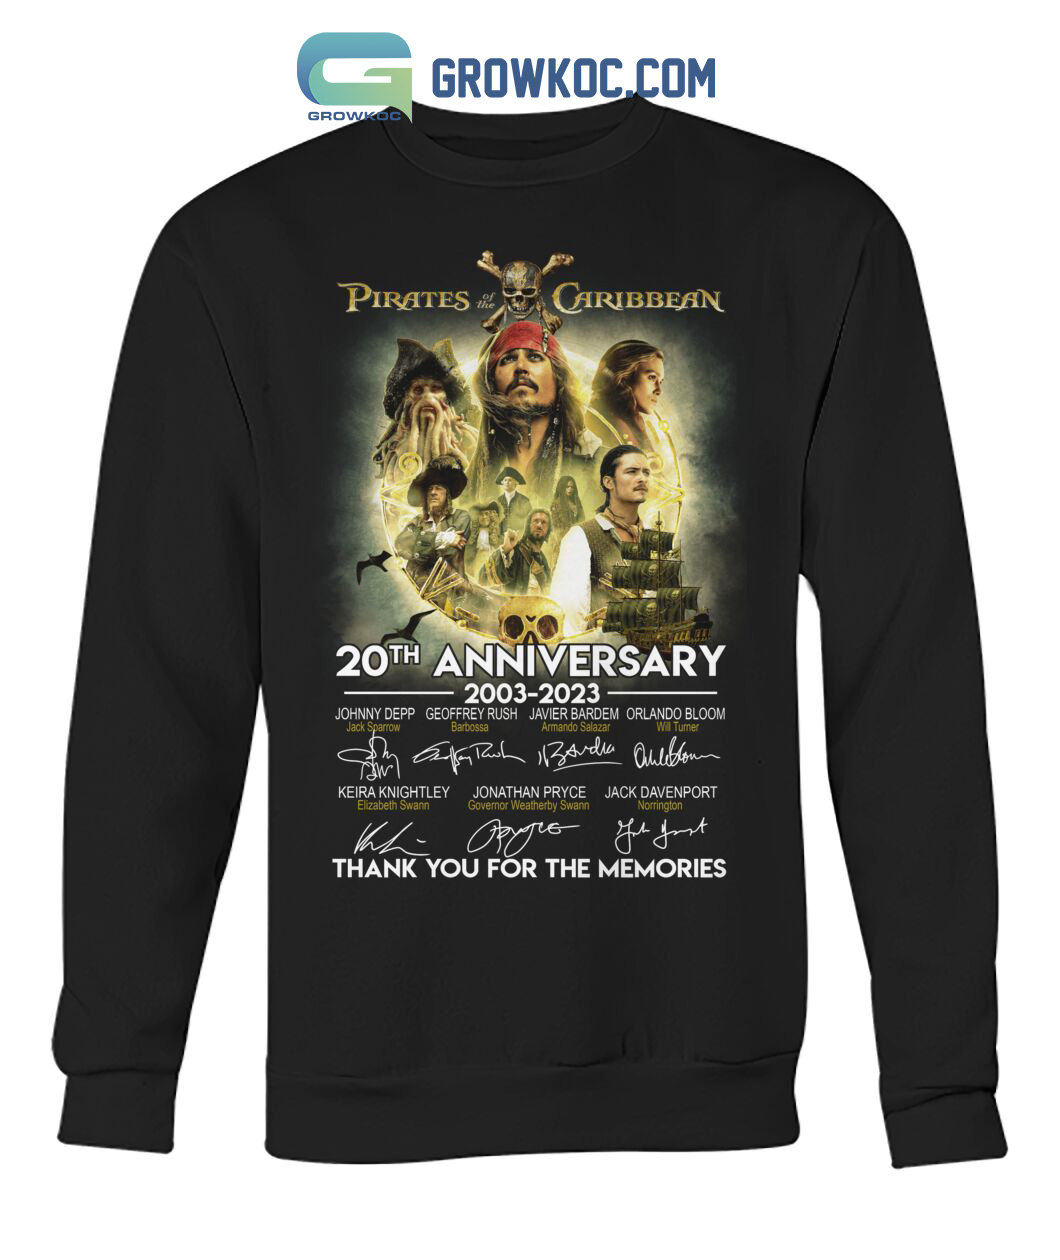 GROWKOC.COM
GROWKOC
PIRATES of the CARIBBEAN
20TH ANNIVERSARY
2003-2023
JOHNNY DEPP GEOFFREY RUSH JAVIER BARDEM ORLANDO BLOOM
Jack Sparrow Barbossa Armando Salazar Will Turner
KEIRA KNIGHTLEY JONATHAN PRYCE JACK DAVENPORT
Elizabeth Swann Governor Weatherby Swann Norrington
THANK YOU FOR THE MEMORIES